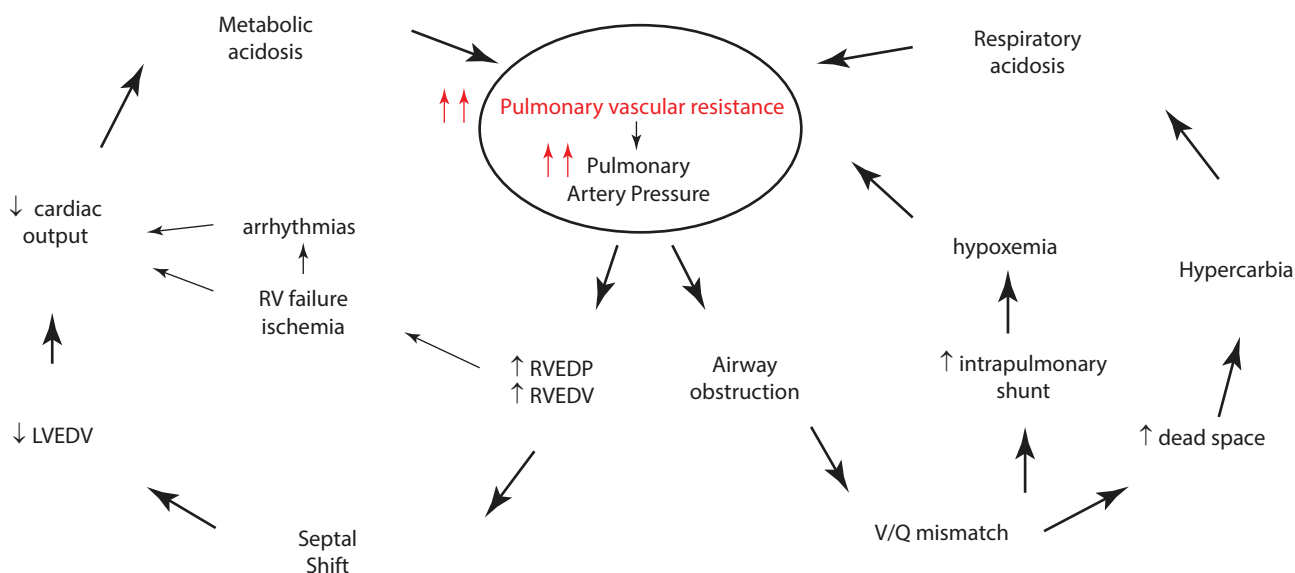 Metabolic
acidosis
Respiratory
acidosis
↑↑ Pulmonary vascular resistance
↓
↑↑ Pulmonary
Artery Pressure
↓ cardiac
output
arrhythmias
RV failure
ischemia
hypoxemia
Hypercarbia
↑ RVEDP
↑ RVEDV
Airway
obstruction
↑ intrapulmonary
shunt
↓ LVEDV
↑ dead space
Septal
Shift
V/Q mismatch